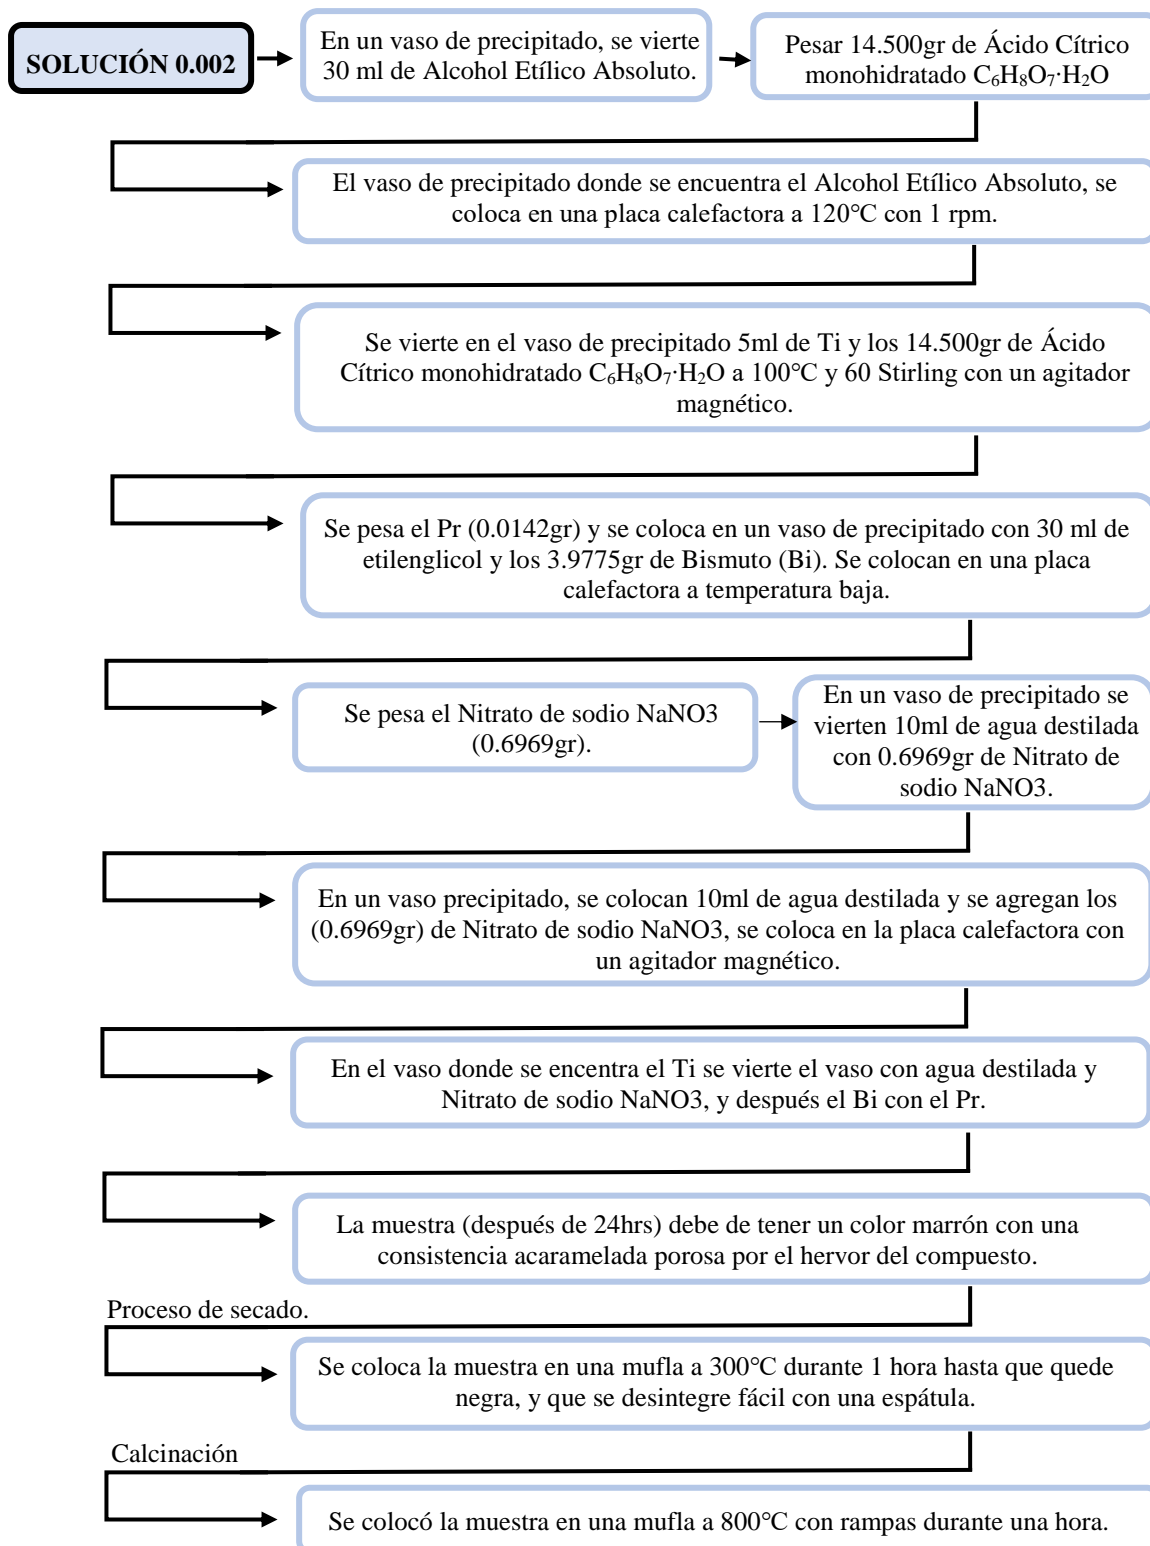 SOLUCIÓN 0.002
En un vaso de precipitado, se vierte
30 ml de Alcohol Etílico Absoluto.
Pesar 14.500gr de Ácido Cítrico
monohidratado C₆H₈O₇·H₂O
El vaso de precipitado donde se encuentra el Alcohol Etílico Absoluto, se
coloca en una placa calefactora a 120°C con 1 rpm.
Se vierte en el vaso de precipitado 5ml de Ti y los 14.500gr de Ácido
Cítrico monohidratado C₆H₈O₇·H₂O a 100°C y 60 Stirling con un agitador
magnético.
Se pesa el Pr (0.0142gr) y se coloca en un vaso de precipitado con 30 ml de
etilenglicol y los 3.9775gr de Bismuto (Bi). Se colocan en una placa
calefactora a temperatura baja.
Se pesa el Nitrato de sodio NaNO3
(0.6969gr).
En un vaso de precipitado se
vierten 10ml de agua destilada
con 0.6969gr de Nitrato de
sodio NaNO3.
En un vaso precipitado, se colocan 10ml de agua destilada y se agregan los
(0.6969gr) de Nitrato de sodio NaNO3, se coloca en la placa calefactora con
un agitador magnético.
En el vaso donde se encentra el Ti se vierte el vaso con agua destilada y
Nitrato de sodio NaNO3, y después el Bi con el Pr.
La muestra (después de 24hrs) debe de tener un color marrón con una
consistencia acaramelada porosa por el hervor del compuesto.
Proceso de secado.
Se coloca la muestra en una mufla a 300°C durante 1 hora hasta que quede
negra, y que se desintegre fácil con una espátula.
Calcinación
Se colocó la muestra en una mufla a 800°C con rampas durante una hora.